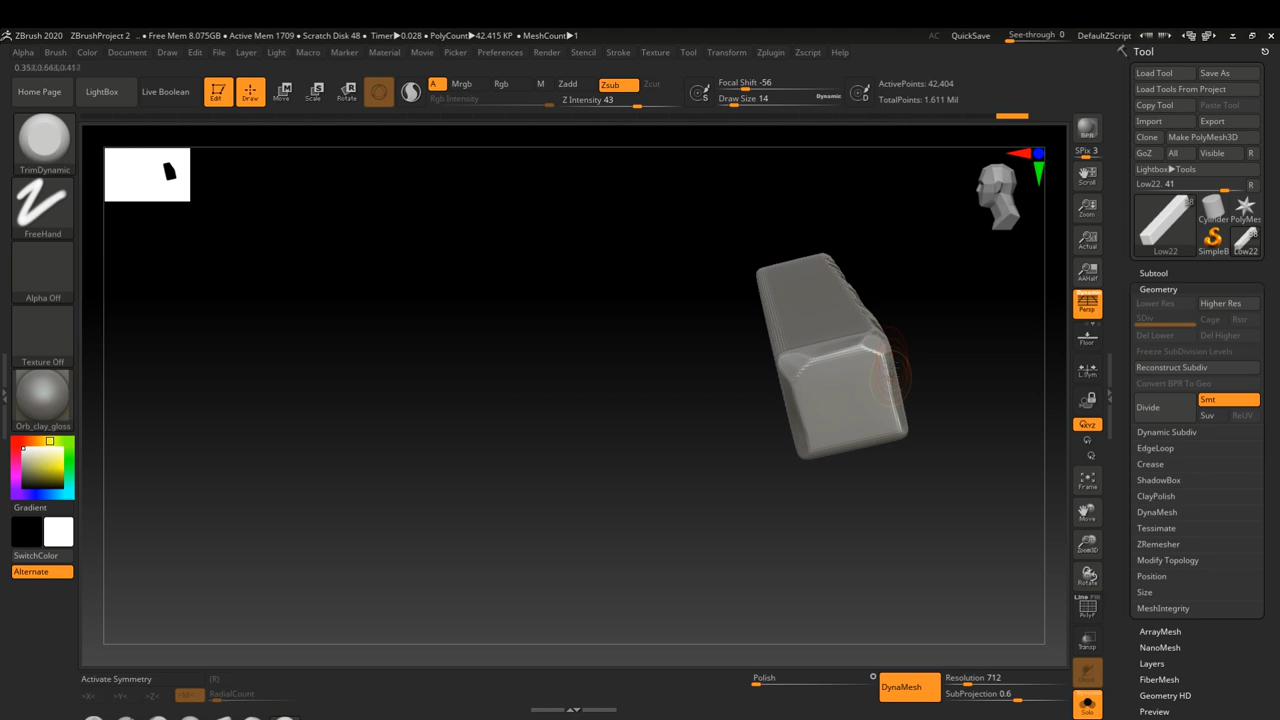 ZBrush 2020 ZBrushProject 2 .. • Free Mem 8.075GB • Active Mem 1709 • Scratch Disk 48 • Timer▶0.028 • PolyCount▶42.415 KP • MeshCount▶1 AC QuickSave See-through 0 DefaultZScript
Alpha Brush Color Document Draw Edit File Layer Light Macro Marker Material Movie Picker Preferences Render Stencil Stroke Texture Tool Transform Zplugin Zscript Help
Home Page LightBox Live Boolean Edit Draw Move Scale Rotate
A Mrgb Rgb M Zadd Zsub Zcut
Rgb Intensity Z Intensity 43
Focal Shift -56
Draw Size 14 Dynamic
S D
ActivePoints: 42,404
TotalPoints: 1.611 Mil
TrimDynamic
FreeHand
Alpha Off
Texture Off
Orb_clay_gloss
Gradient
SwitchColor
Alternate
BPR
SPix 3
Scroll
Zoom
Actual
AAHalf
Dynamic
Persp
Floor
L.Sym
XYZ
Y
Z
Frame
Move
Zoom3D
Rotate
Line Fill
PolyF
Transp
Solo
Tool
Load Tool Save As
Load Tools From Project
Copy Tool Paste Tool
Import Export
Clone Make PolyMesh3D
GoZ All Visible R
Lightbox▶Tools
Low22. 41 R
38
Cylinder PolyMes
38
Low22 SimpleB Low22
Subtool
Geometry
Lower Res Higher Res
SDiv Cage Rstr
Del Lower Del Higher
Freeze SubDivision Levels
Reconstruct Subdiv
Convert BPR To Geo
Divide Smt
Suv ReUV
Dynamic Subdiv
EdgeLoop
Crease
ShadowBox
ClayPolish
DynaMesh
Tessimate
ZRemesher
Modify Topology
Position
Size
MeshIntegrity
ArrayMesh
NanoMesh
Layers
FiberMesh
Geometry HD
Preview
Activate Symmetry (R)
>X< >Y< >Z< >M< RadialCount
Polish
DynaMesh
Resolution 712
SubProjection 0.6